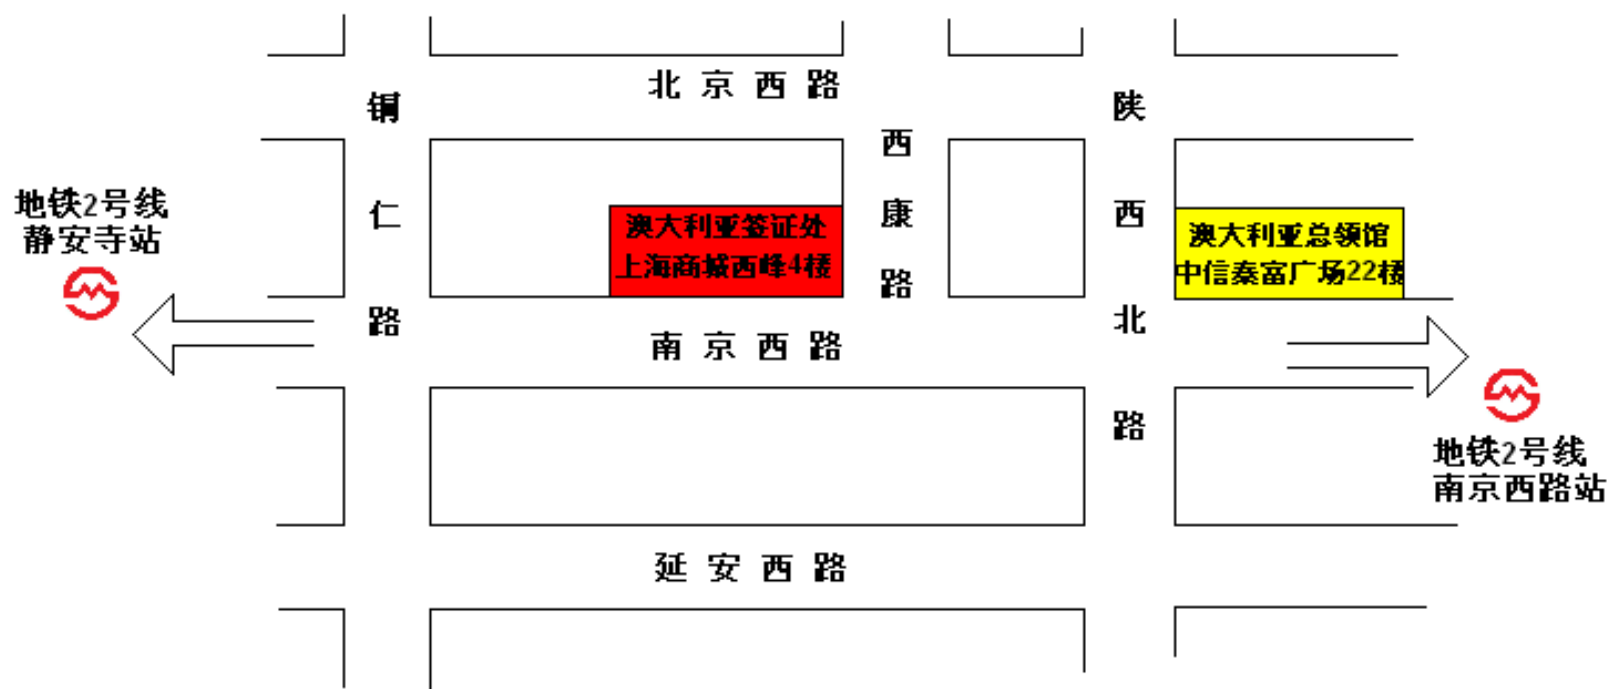 北京西路
铜仁路
西康路
陕西北路
地铁2号线
静安寺站
澳大利亚签证处
上海商城西峰4楼
澳大利亚总领馆
中信泰富广场22楼
南京西路
地铁2号线
南京西路站
延安西路